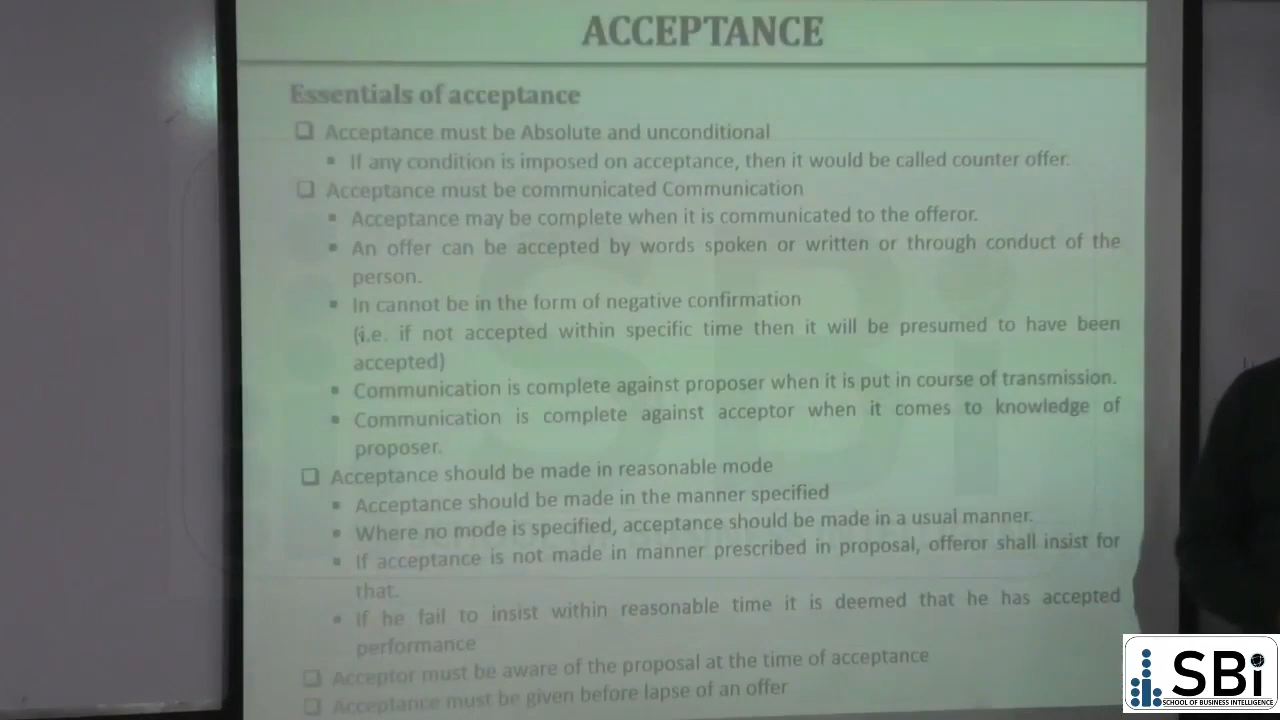 ACCEPTANCE
Essentials of acceptance
Acceptance must be Absolute and unconditional
If any condition is imposed on acceptance, then it would be called counter offer.
Acceptance must be communicated Communication
Acceptance may be complete when it is communicated to the offeror.
An offer can be accepted by words spoken or written or through conduct of the
person.
In cannot be in the form of negative confirmation
(i.e. if not accepted within specific time then it will be presumed to have been
accepted)
Communication is complete against proposer when it is put in course of transmission.
Communication is complete against acceptor when it comes to knowledge of
proposer.
Acceptance should be made in reasonable mode
Acceptance should be made in the manner specified
Where no mode is specified, acceptance should be made in a usual manner.
If acceptance is not made in manner prescribed in proposal, offeror shall insist for
that.
If he fail to insist within reasonable time it is deemed that he has accepted
performance
Acceptor must be aware of the proposal at the time of acceptance
Acceptance must be given before lapse of an offer
SBi
SCHOOL OF BUSINESS INTELLIGENCE